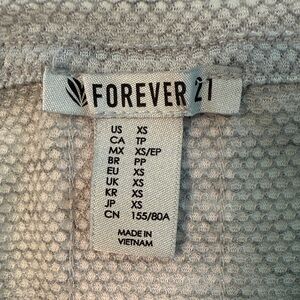 FOREVER 21
US XS
CA TP
MX XS/EP
BR PP
EU XS
UK XS
KR XS
JP XS
CN 155/80A
MADE IN
VIETNAM